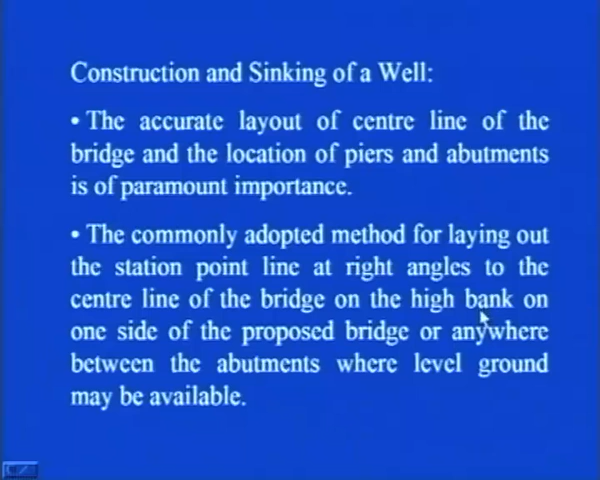 Construction and Sinking of a Well:
• The accurate layout of centre line of the
bridge and the location of piers and abutments
is of paramount importance.
• The commonly adopted method for laying out
the station point line at right angles to the
centre line of the bridge on the high bank on
one side of the proposed bridge or anywhere
between the abutments where level ground
may be available.